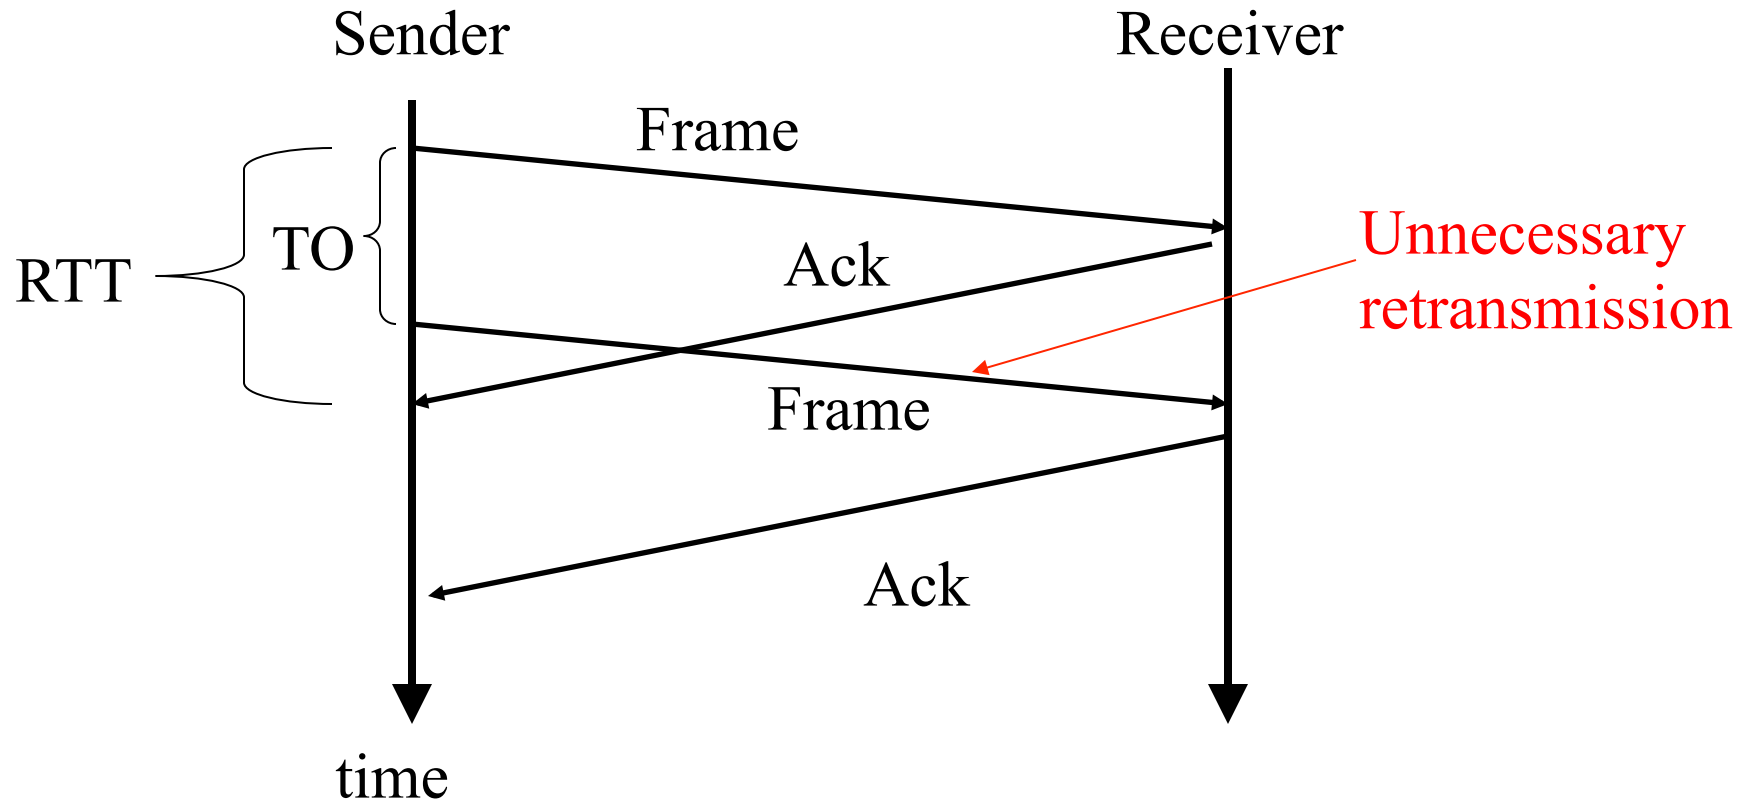 Sender
Receiver
Frame
TO
RTT
Ack
Unnecessary
retransmission
Frame
Ack
time